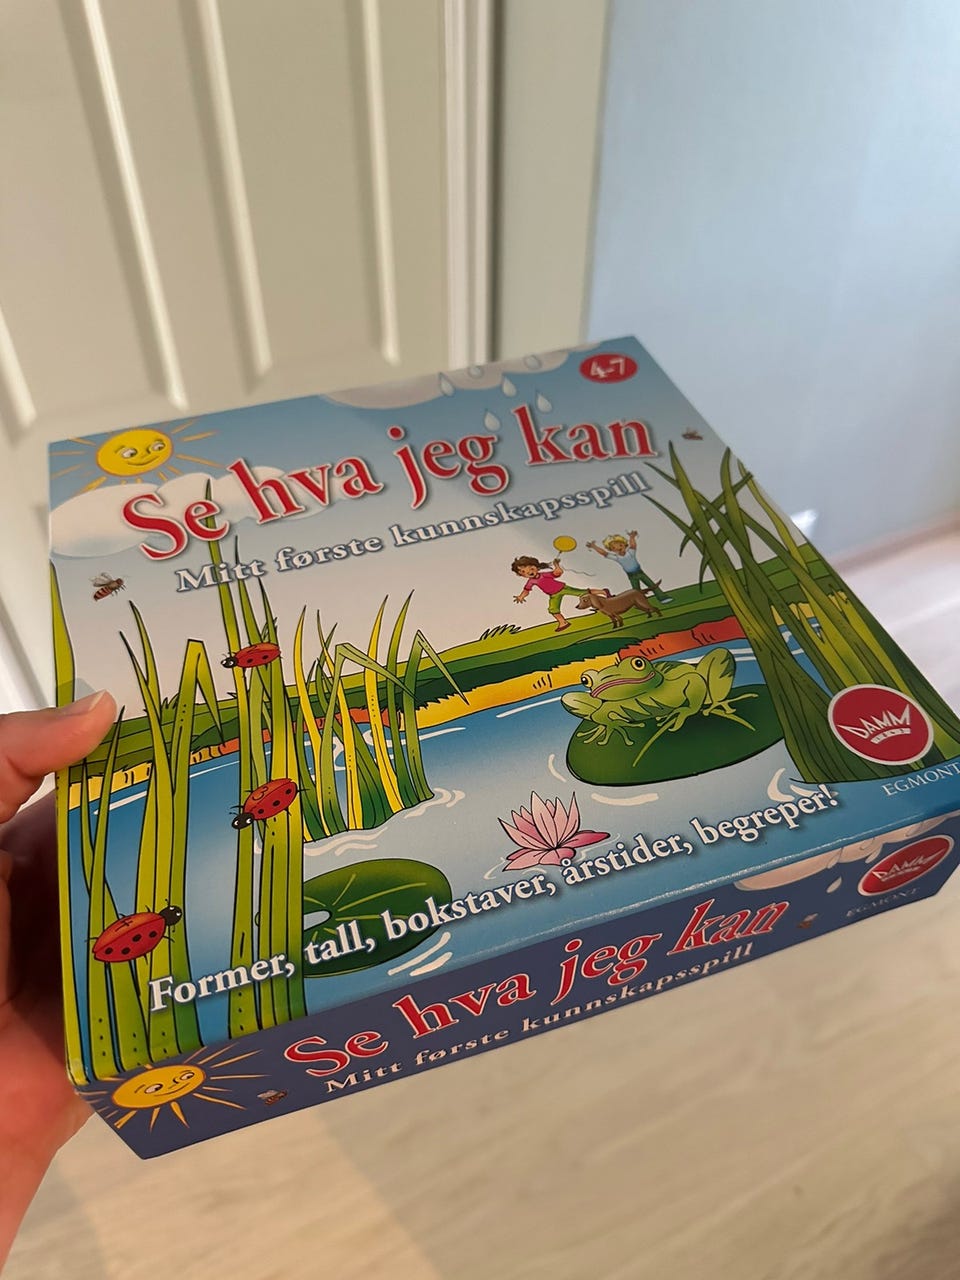 4-7
Se hva jeg kan
Mitt første kunnskapsspill
DAMM
EGMONT
Former, tall, bokstaver, årstider, begreper!
DAMM
EGMONT
Se hva jeg kan
Mitt første kunnskapsspill